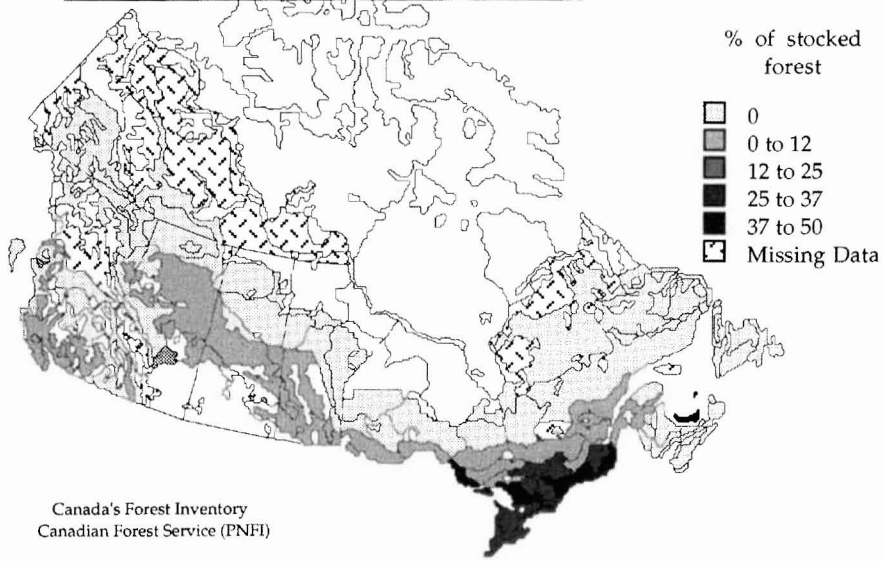 % of stocked
forest
0
0 to 12
12 to 25
25 to 37
37 to 50
Missing Data
Canada's Forest Inventory
Canadian Forest Service (PNFI)